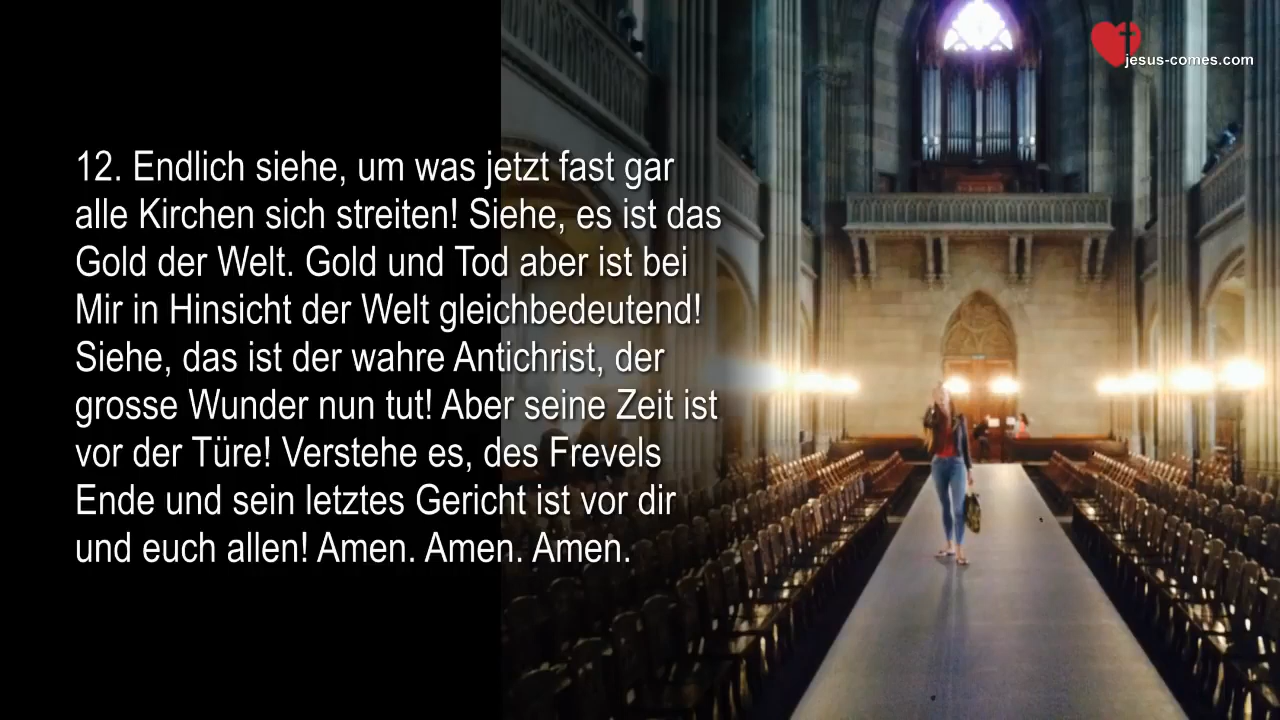 jesus-comes.com
12. Endlich siehe, um was jetzt fast gar
alle Kirchen sich streiten! Siehe, es ist das
Gold der Welt. Gold und Tod aber ist bei
Mir in Hinsicht der Welt gleichbedeutend!
Siehe, das ist der wahre Antichrist, der
grosse Wunder nun tut! Aber seine Zeit ist
vor der Türe! Verstehe es, des Frevels
Ende und sein letztes Gericht ist vor dir
und euch allen! Amen. Amen. Amen.